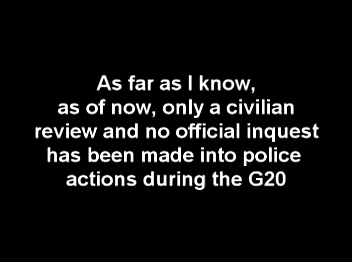 As far as I know,
as of now, only a civilian
review and no official inquest
has been made into police
actions during the G20